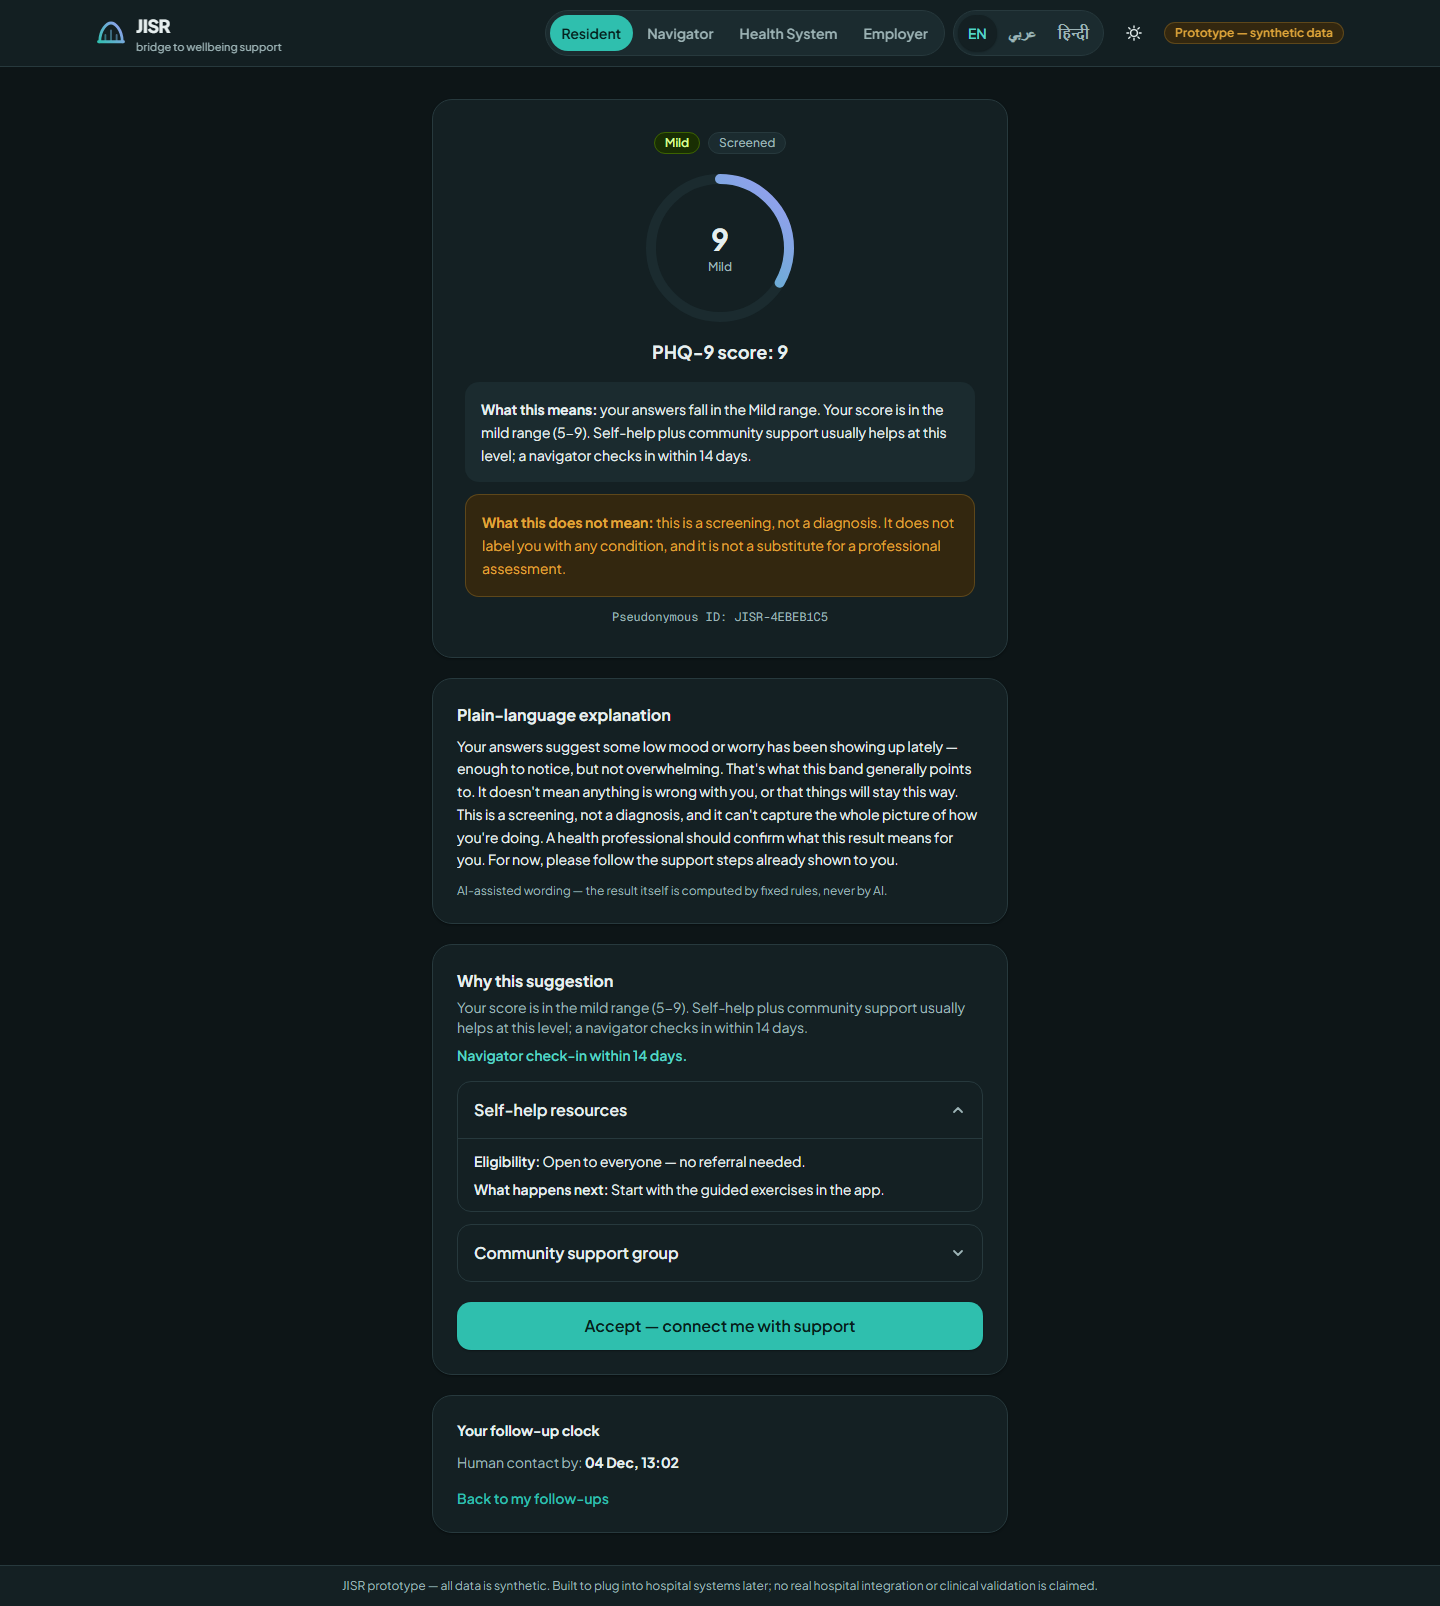 JISR
bridge to wellbeing support
Resident
Navigator
Health System
Employer
EN
عربي
हिन्दी
Prototype — synthetic data
Mild
Screened
9
Mild
PHQ-9 score: 9
What this means: your answers fall in the Mild range. Your score is in the
mild range (5–9). Self-help plus community support usually helps at this
level; a navigator checks in within 14 days.
What this does not mean: this is a screening, not a diagnosis. It does not
label you with any condition, and it is not a substitute for a professional
assessment.
Pseudonymous ID: JISR-4EBEB1C5
Plain-language explanation
Your answers suggest some low mood or worry has been showing up lately —
enough to notice, but not overwhelming. That's what this band generally points
to. It doesn't mean anything is wrong with you, or that things will stay this way.
This is a screening, not a diagnosis, and it can't capture the whole picture of how
you're doing. A health professional should confirm what this result means for
you. For now, please follow the support steps already shown to you.
AI-assisted wording — the result itself is computed by fixed rules, never by AI.
Why this suggestion
Your score is in the mild range (5–9). Self-help plus community support usually
helps at this level; a navigator checks in within 14 days.
Navigator check-in within 14 days.
Self-help resources
Eligibility: Open to everyone — no referral needed.
What happens next: Start with the guided exercises in the app.
Community support group
Accept — connect me with support
Your follow-up clock
Human contact by: 04 Dec, 13:02
Back to my follow-ups
JISR prototype — all data is synthetic. Built to plug into hospital systems later; no real hospital integration or clinical validation is claimed.